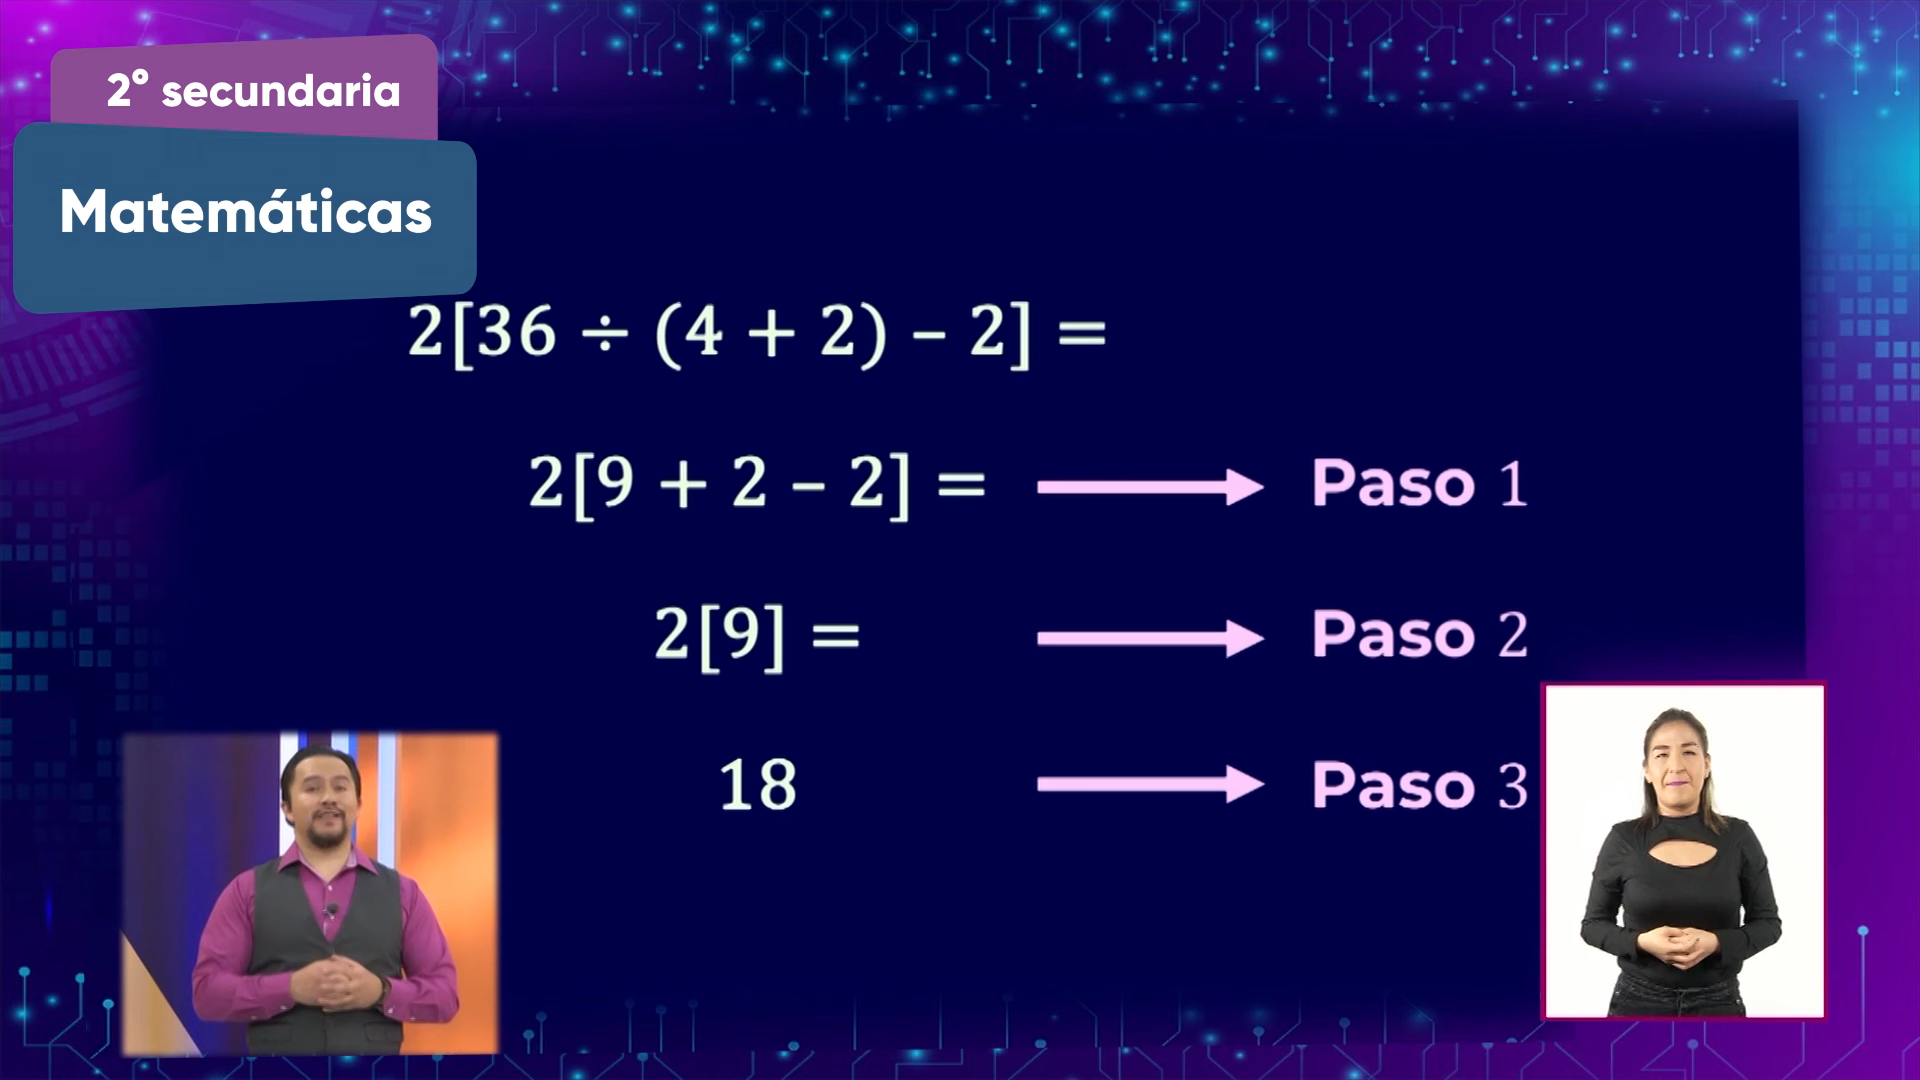 2° secundaria
Matemáticas
2[36 ÷ (4 + 2) – 2] =
2[9 + 2 – 2] = Paso 1
2[9] = Paso 2
18 Paso 3